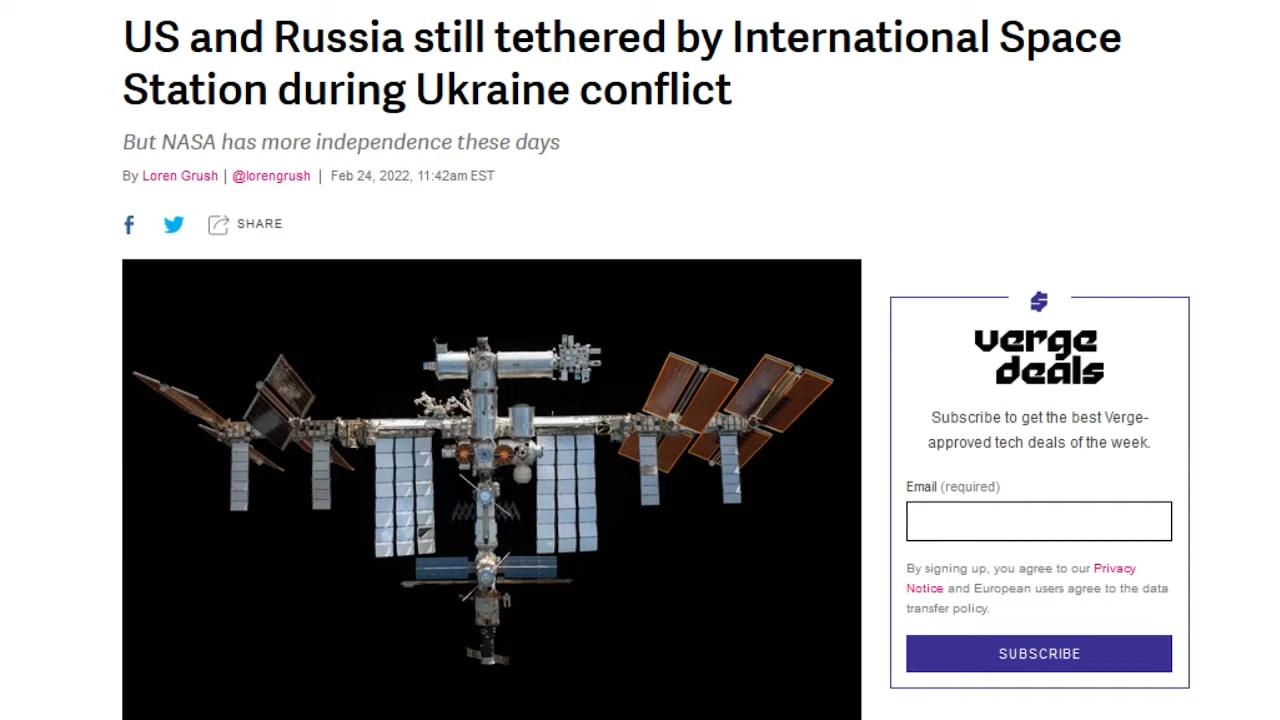 US and Russia still tethered by International Space
Station during Ukraine conflict
But NASA has more independence these days
By Loren Grush | @lorengrush | Feb 24, 2022, 11:42am EST
SHARE
verge
deals
Subscribe to get the best Verge-
approved tech deals of the week.
Email (required)
By signing up, you agree to our Privacy
Notice and European users agree to the data
transfer policy.
SUBSCRIBE